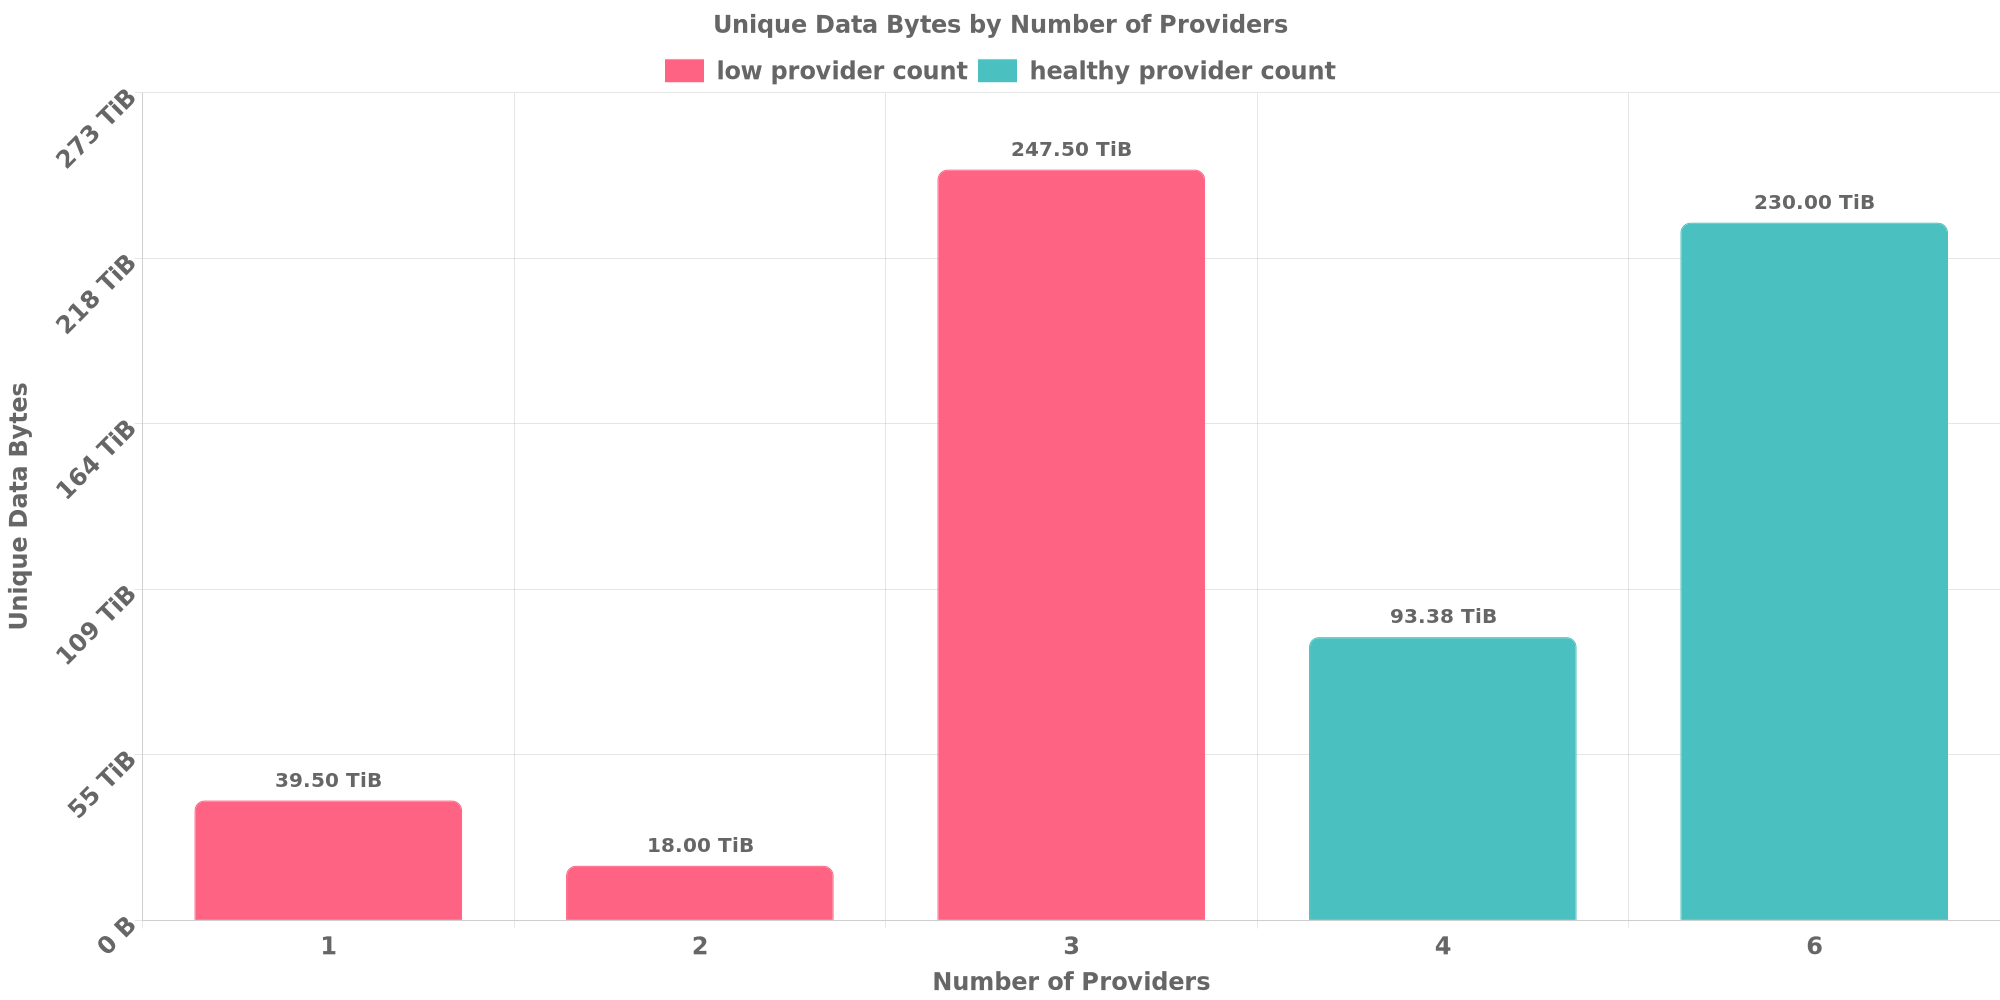 Unique Data Bytes by Number of Providers
low provider count
healthy provider count
273 TiB
218 TiB
164 TiB
109 TiB
55 TiB
0 B
Unique Data Bytes
39.50 TiB
18.00 TiB
247.50 TiB
93.38 TiB
230.00 TiB
1
2
3
4
6
Number of Providers